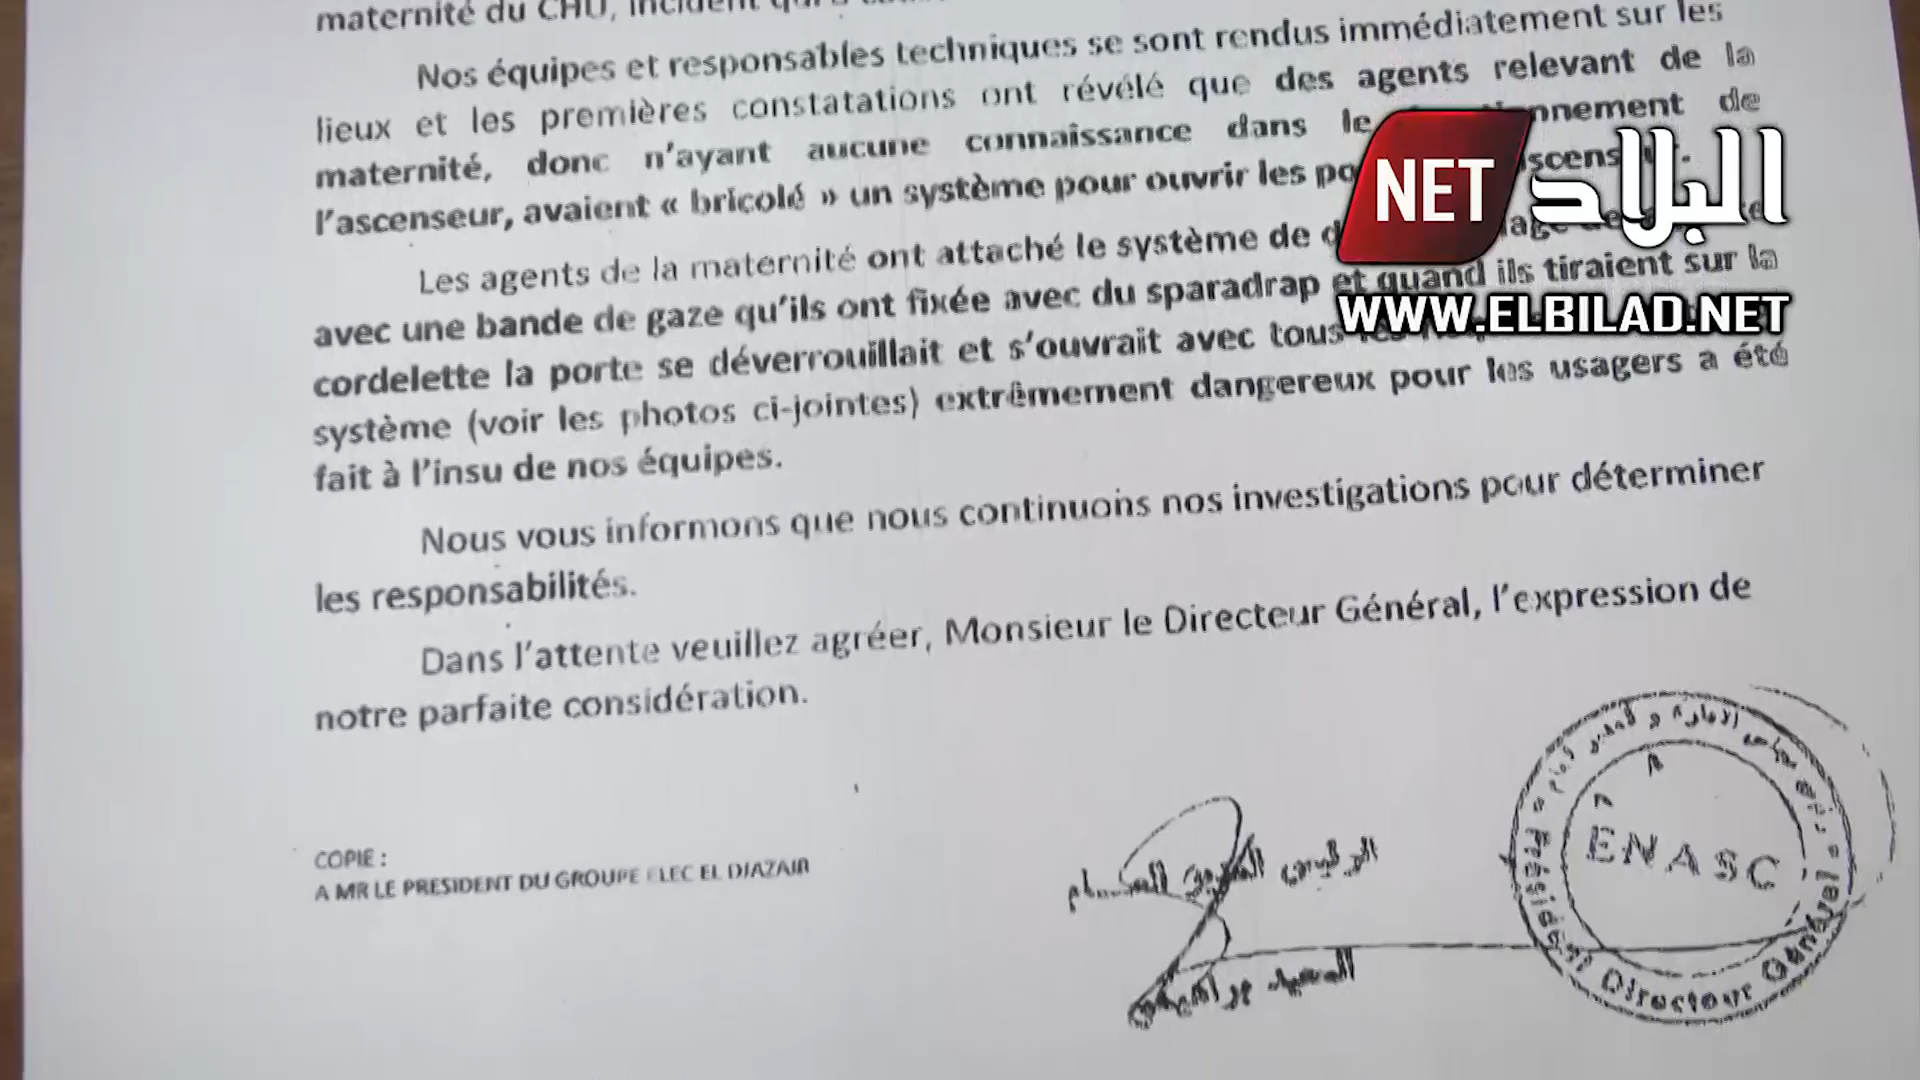 maternité du CHU, incident
Nos équipes et responsables techniques se sont rendus immédiatement sur les
lieux et les premières constatations ont révélé que des agents relevant de la
maternité, donc n'ayant aucune connaissance dans le de
l'ascenseur, avaient « bricolé » un système pour ouvrir les
Les agents de la maternité ont attaché le système de
avec une bande de gaze qu'ils ont fixée avec du sparadrap et quand ils tiraient sur la
cordelette la porte se déverrouillait et s'ouvrait avec tous
système (voir les photos ci-jointes) extrêmement dangereux pour les usagers a été
fait à l'insu de nos équipes.
Nous vous informons que nous continuons nos investigations pour déterminer
les responsabilités.
Dans l'attente veuillez agréer, Monsieur le Directeur Général, l'expression de
notre parfaite considération.
COPIE :
A MR LE PRESIDENT DU GROUPE ELEC EL DJAZAIR
الرئيس المدير العام
السعيد
ENASC
Président Directeur Général
NET البلاد
WWW.ELBILAD.NET